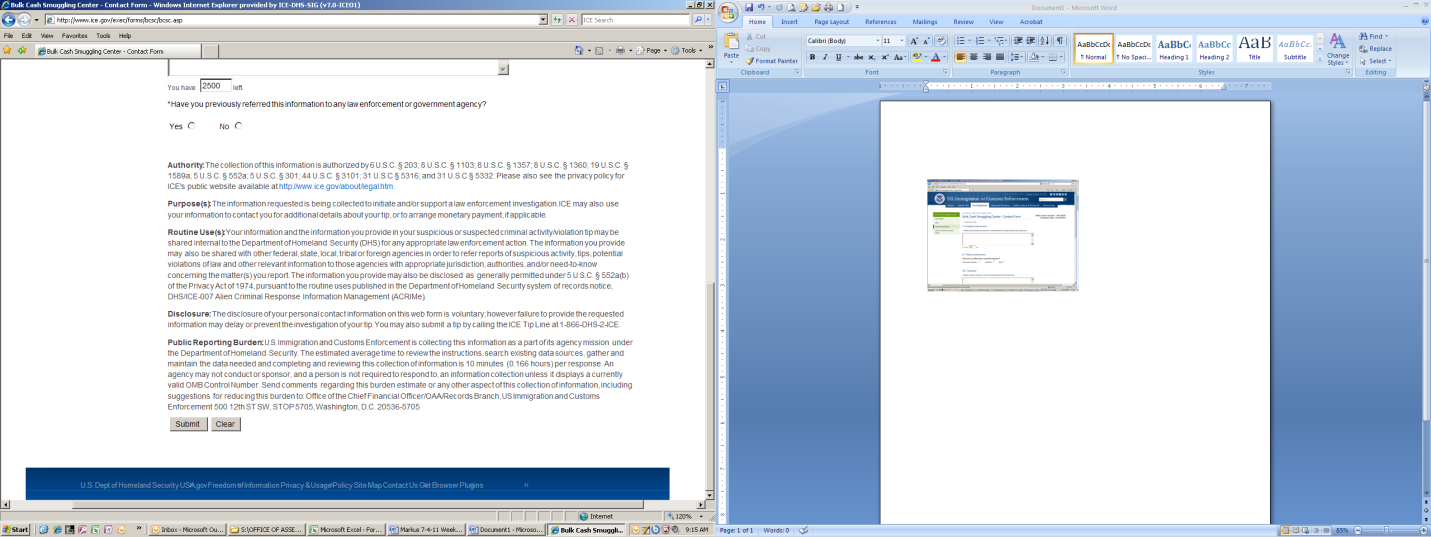 Bulk Cash Smuggling Center - Contact Form - Windows Internet Explorer provided by ICE-DHS-SIG (v7.0-ICE01)
http://www.ice.gov/exec/forms/bcsc/bcsc.asp
ICE Search
File Edit View Favorites Tools Help
Bulk Cash Smuggling Center - Contact Form
Page Tools
You have 2500 left
*Have you previously referred this information to any law enforcement or government agency?
Yes No
Authority: The collection of this information is authorized by 6 U.S.C. § 203; 8 U.S.C. § 1103; 8 U.S.C. § 1357; 8 U.S.C. § 1360; 19 U.S.C. §
1589a; 5 U.S.C. § 552a; 5 U.S.C. § 301; 44 U.S.C. § 3101; 31 U.S.C § 5316; and 31 U.S.C § 5332. Please also see the privacy policy for
ICE's public website available at http://www.ice.gov/about/legal.htm.
Purpose(s): The information requested is being collected to initiate and/or support a law enforcement investigation. ICE may also use
your information to contact you for additional details about your tip, or to arrange monetary payment, if applicable.
Routine Use(s): Your information and the information you provide in your suspicious or suspected criminal activity/violation tip may be
shared internal to the Department of Homeland Security (DHS) for any appropriate law enforcement action. The information you provide
may also be shared with other federal, state, local, tribal or foreign agencies in order to refer reports of suspicious activity, tips, potential
violations of law and other relevant information to those agencies with appropriate jurisdiction, authorities, and/or need-to-know
concerning the matter(s) you report. The information you provide may also be disclosed as generally permitted under 5 U.S.C. § 552a(b)
of the Privacy Act of 1974, pursuant to the routine uses published in the Department of Homeland Security system of records notice,
DHS/ICE-007 Alien Criminal Response Information Management (ACRIMe)
Disclosure: The disclosure of your personal contact information on this web form is voluntary; however failure to provide the requested
information may delay or prevent the investigation of your tip. You may also submit a tip by calling the ICE Tip Line at 1-866-DHS-2-ICE.
Public Reporting Burden: U.S. Immigration and Customs Enforcement is collecting this information as a part of its agency mission under
the Department of Homeland Security. The estimated average time to review the instructions, search existing data sources, gather and
maintain the data needed and completing and reviewing this collection of information is 10 minutes (0.166 hours) per response. An
agency may not conduct or sponsor, and a person is not required to respond to, an information collection unless it displays a currently
valid OMB Control Number. Send comments regarding this burden estimate or any other aspect of this collection of information, including
suggestions for reducing this burden to: Office of the Chief Financial Officer/OAA/Records Branch, US Immigration and Customs
Enforcement 500 12th ST SW, STOP 5705, Washington, D.C. 20536-5705
Submit Clear
U.S. Dept of Homeland Security USA.gov Freedom of Information Privacy & Usage Policy Site Map Contact Us Get Browser Plugins
Internet 120%
Start Inbox - Microsoft Ou... S:\OFFICE OF ASSE... Microsoft Excel - For... Markus 7-4-11 Week... Document1 - Microso... Bulk Cash Smuggli... 9:15 AM
Document1 - Microsoft Word
Home Insert Page Layout References Mailings Review View Acrobat
Paste Cut Copy Format Painter
Clipboard
Calibri (Body) 11
Font
Paragraph
AaBbCcDc AaBbCcDc AaBbC AaBbCc AaB AaBbCc.
¶ Normal ¶ No Spaci... Heading 1 Heading 2 Title Subtitle
Change Styles
Styles
Find Replace Select
Editing
U.S. Immigration and Customs Enforcement
Bulk Cash Smuggling Center - Contact Form
Page: 1 of 1 Words: 0 85%